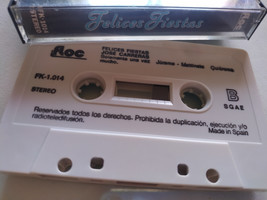 Felices Fiestas
Roc
FELICES FIESTAS
JOSE CARRERAS
PK-1.014
STEREO
B
SGAE
Reservados todos los derechos. Prohibida la duplicación, ejecución y/o
radioteledifusión.
Made in Spain